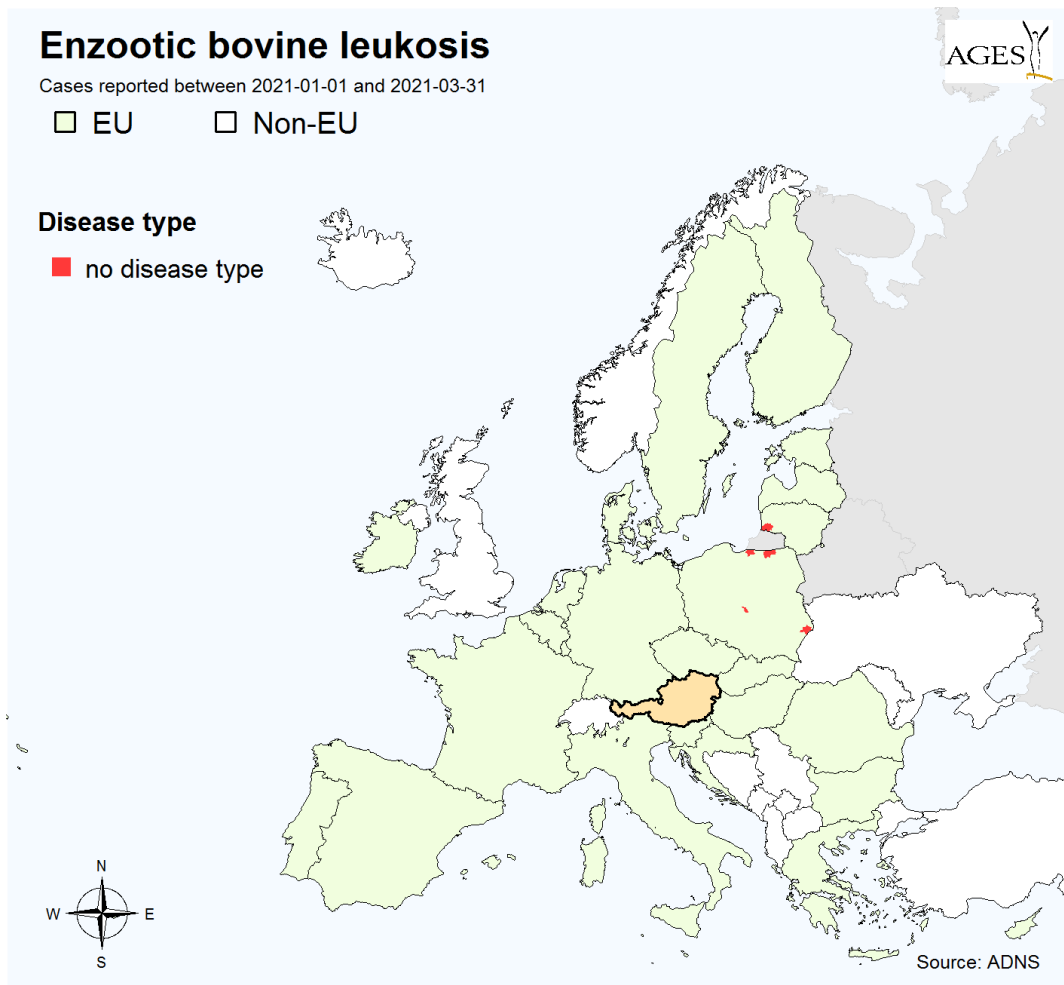 Enzootic bovine leukosis
Cases reported between 2021-01-01 and 2021-03-31
EU Non-EU
AGES
Disease type
no disease type
N
W E
S
Source: ADNS